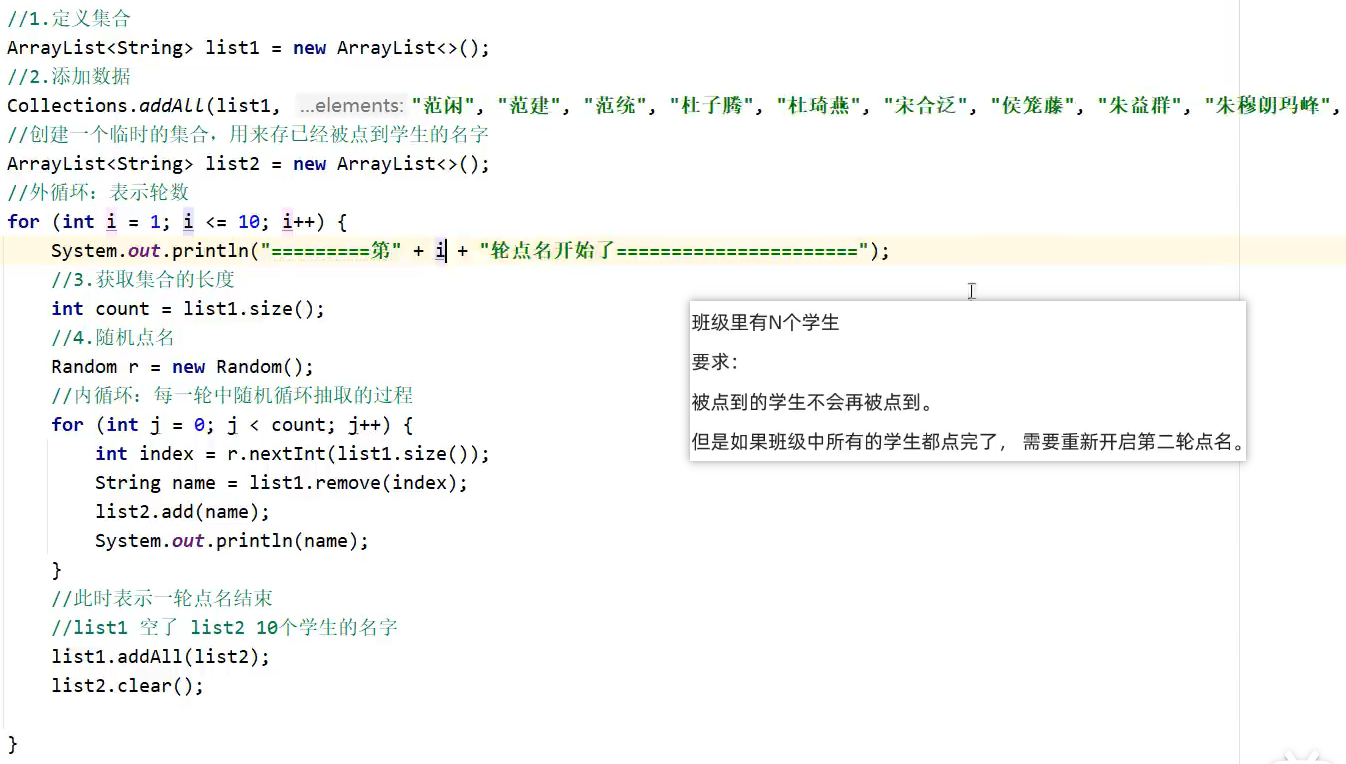 //1.定义集合
ArrayList<String> list1 = new ArrayList<>();
//2.添加数据
Collections.addAll(list1, ...elements: "范闲", "范建", "范统", "杜子腾", "杜琦燕", "宋合泛", "侯笼藤", "朱益群", "朱穆朗玛峰",
//创建一个临时的集合，用来存已经被点到学生的名字
ArrayList<String> list2 = new ArrayList<>();
//外循环：表示轮数
for (int i = 1; i <= 10; i++) {
System.out.println("=========第" + i + "轮点名开始了======================");
//3.获取集合的长度
int count = list1.size();
//4.随机点名
Random r = new Random();
//内循环：每一轮中随机循环抽取的过程
for (int j = 0; j < count; j++) {
int index = r.nextInt(list1.size());
String name = list1.remove(index);
list2.add(name);
System.out.println(name);
}
//此时表示一轮点名结束
//list1 空了 list2 10个学生的名字
list1.addAll(list2);
list2.clear();
}
班级里有N个学生
要求：
被点到的学生不会再被点到。
但是如果班级中所有的学生都点完了， 需要重新开启第二轮点名。